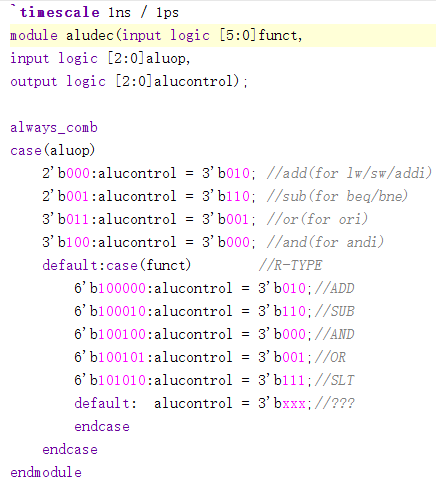 `timescale 1ns / 1ps
module aludec(input logic [5:0]funct,
input logic [2:0]aluop,
output logic [2:0]alucontrol);
always_comb
case(aluop)
2'b000:alucontrol = 3'b010; //add(for lw/sw/addi)
2'b001:alucontrol = 3'b110; //sub(for beq/bne)
3'b011:alucontrol = 3'b001; //or(for ori)
3'b100:alucontrol = 3'b000; //and(for andi)
default:case(funct) //R-TYPE
6'b100000:alucontrol = 3'b010;//ADD
6'b100010:alucontrol = 3'b110;//SUB
6'b100100:alucontrol = 3'b000;//AND
6'b100101:alucontrol = 3'b001;//OR
6'b101010:alucontrol = 3'b111;//SLT
default: alucontrol = 3'bxxx;//???
endcase
endcase
endmodule